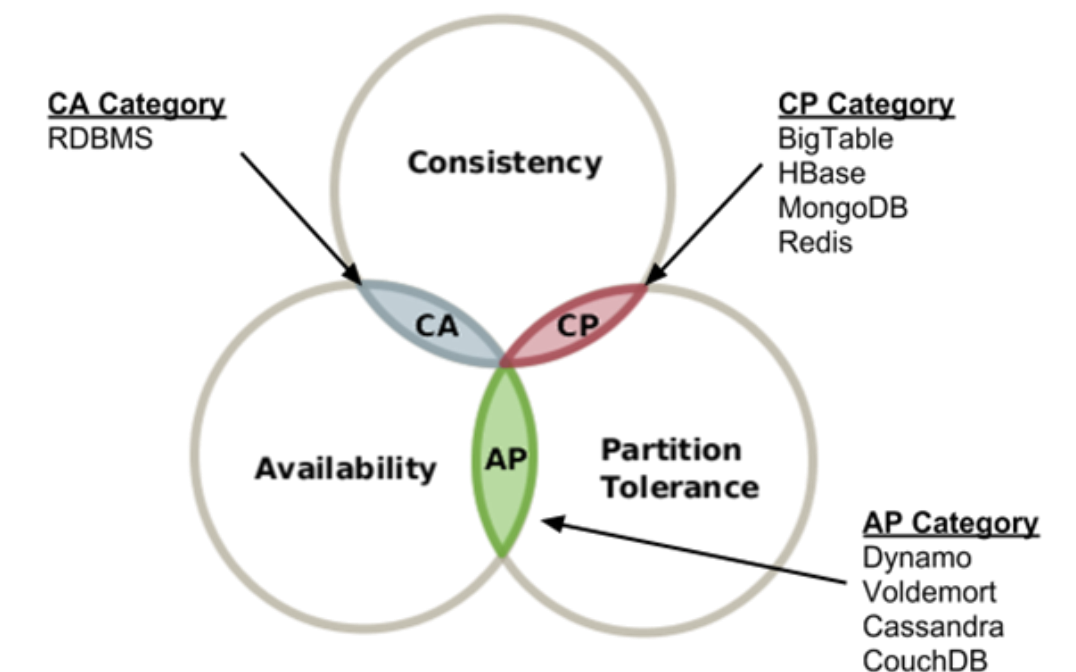 CA Category
RDBMS
Consistency
CP Category
BigTable
HBase
MongoDB
Redis
CA
CP
Availability
AP
Partition
Tolerance
AP Category
Dynamo
Voldemort
Cassandra
CouchDB